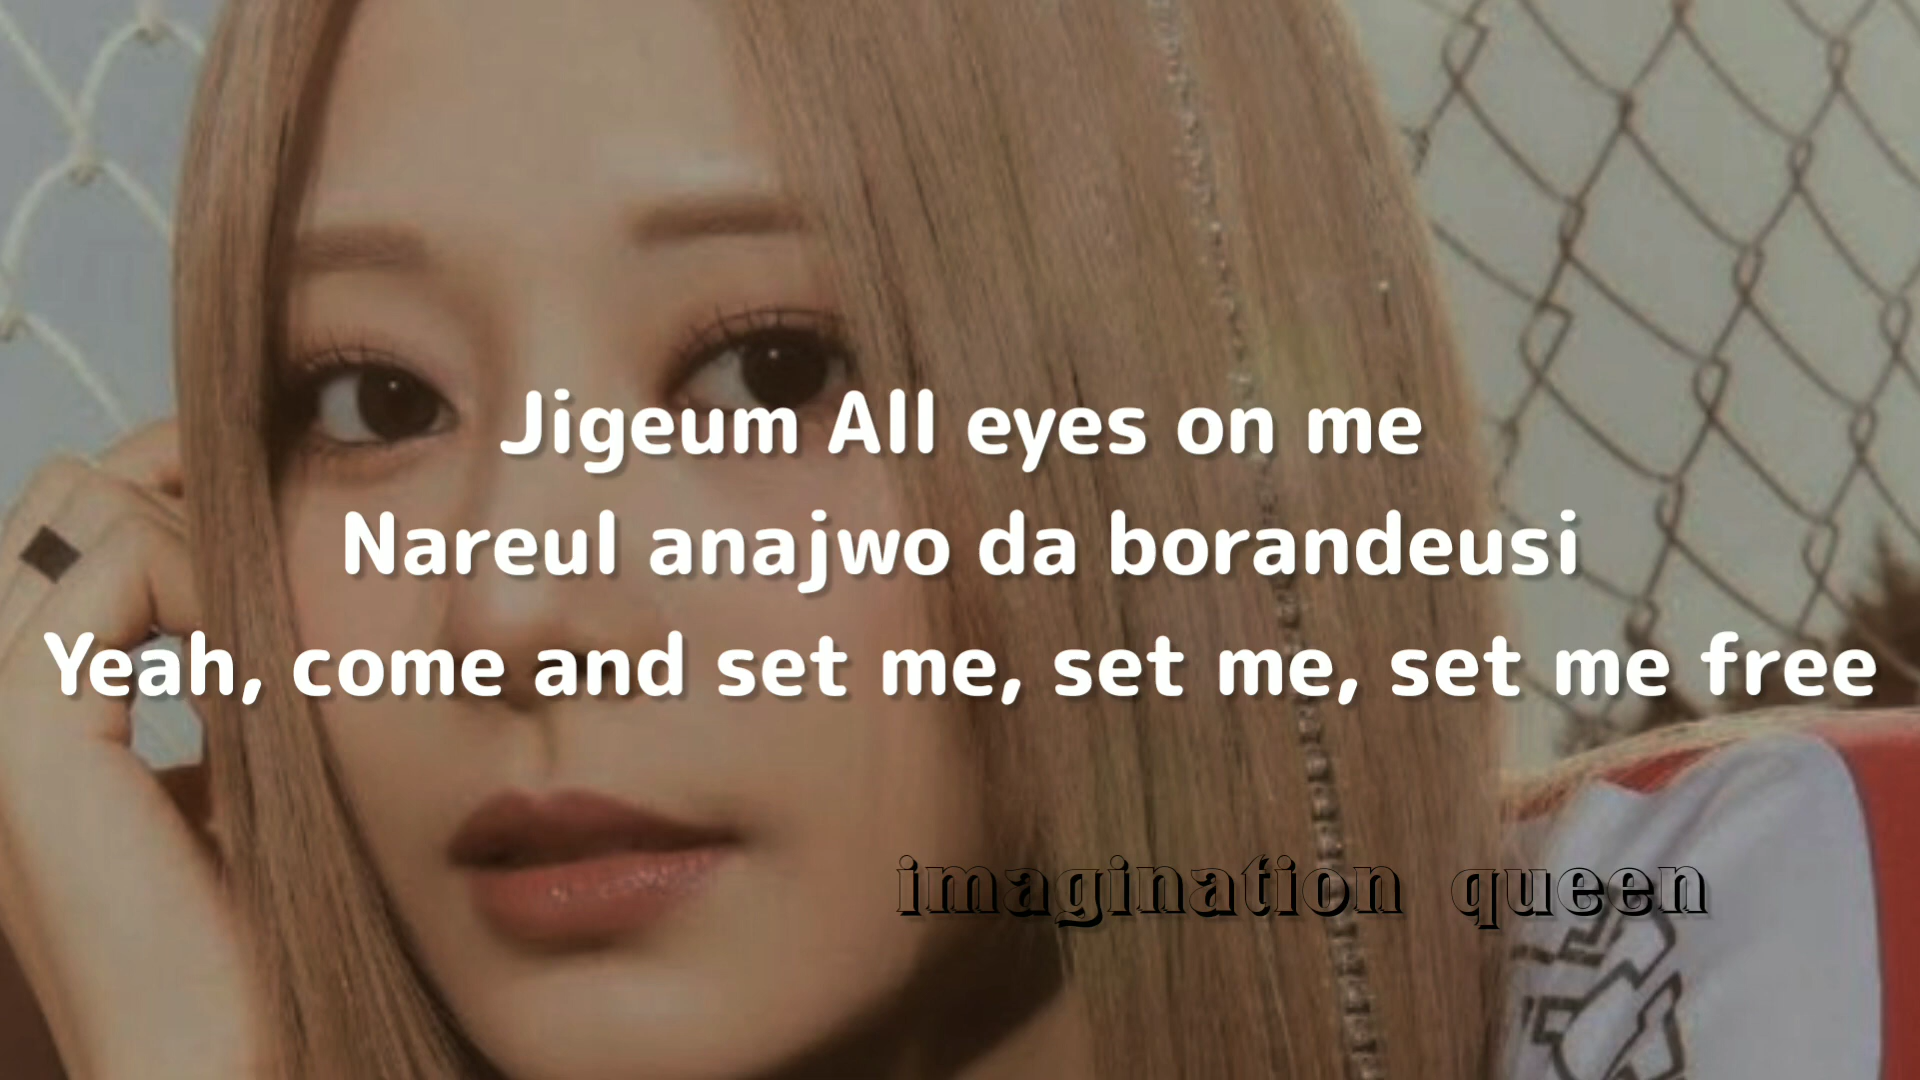 Jigeum All eyes on me
Nareul anajwo da borandeusi
Yeah, come and set me, set me, set me free
imagination queen